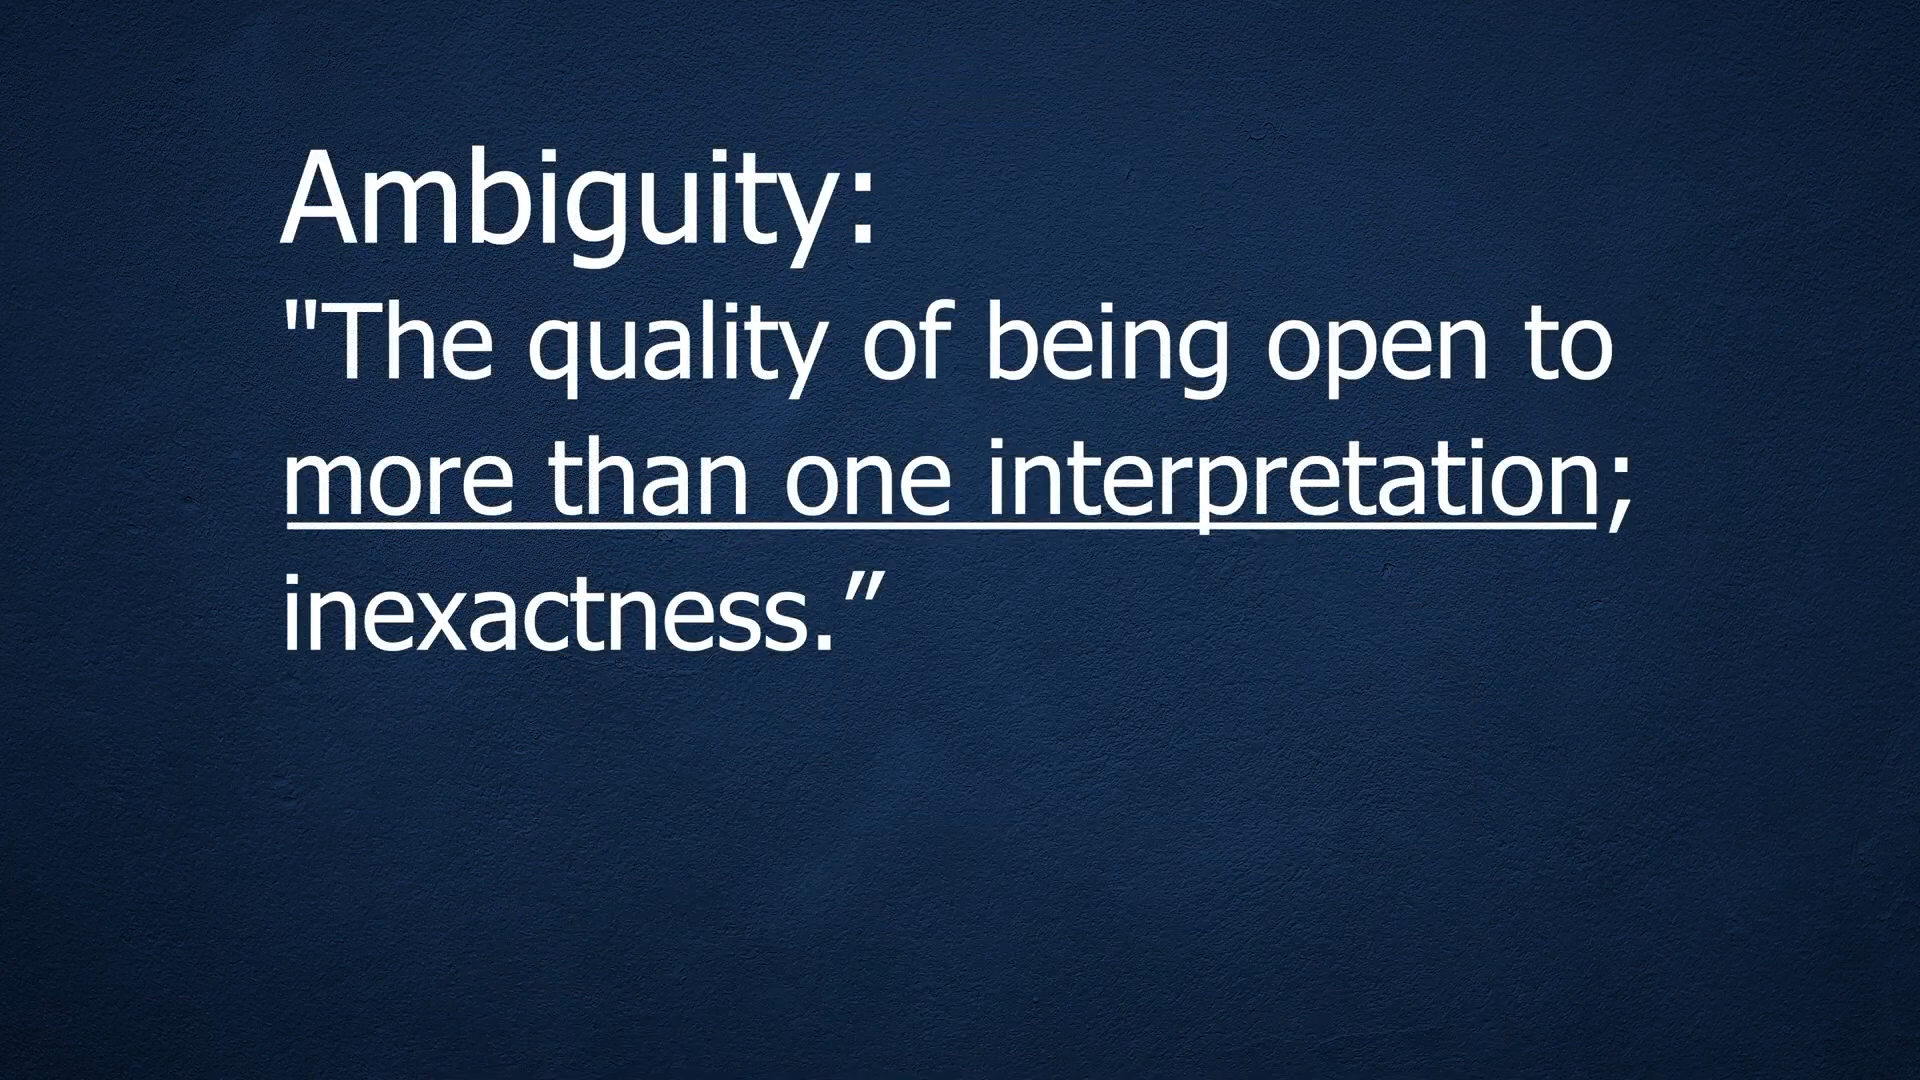 Ambiguity:
"The quality of being open to
more than one interpretation;
inexactness.”